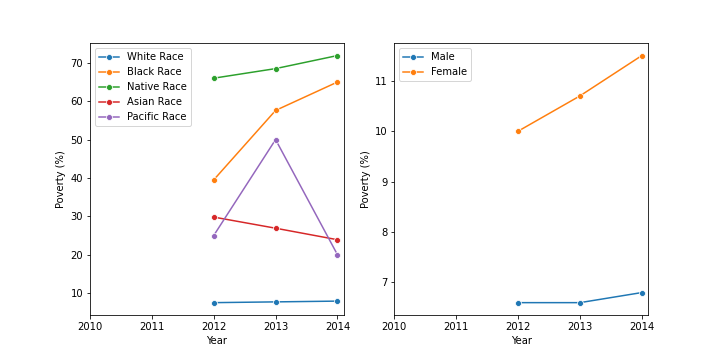 White Race
Black Race
Native Race
Asian Race
Pacific Race
70
60
50
40
30
20
10
Poverty (%)
2010 2011 2012 2013 2014
Year
Male
Female
11
10
9
8
7
Poverty (%)
2010 2011 2012 2013 2014
Year